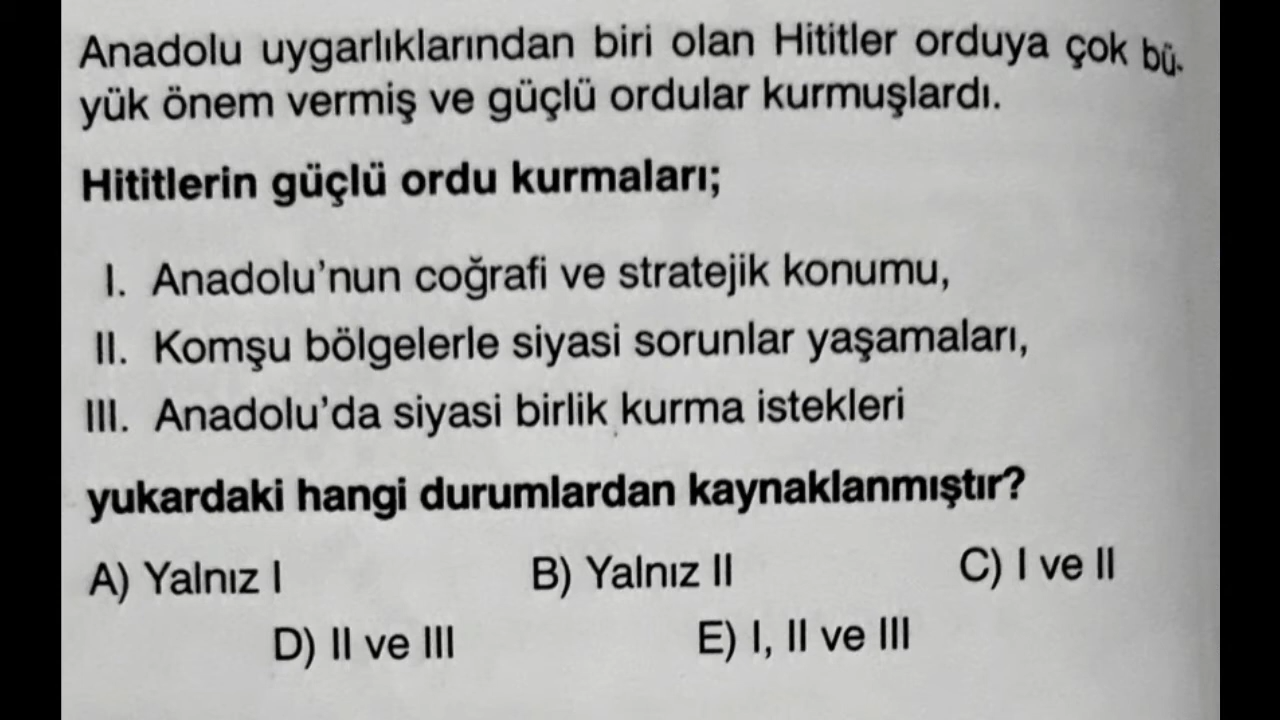 Anadolu uygarlıklarından biri olan Hititler orduya çok bü-
yük önem vermiş ve güçlü ordular kurmuşlardı.
Hititlerin güçlü ordu kurmaları;
I. Anadolu'nun coğrafi ve stratejik konumu,
II. Komşu bölgelerle siyasi sorunlar yaşamaları,
III. Anadolu'da siyasi birlik kurma istekleri
yukardaki hangi durumlardan kaynaklanmıştır?
A) Yalnız I B) Yalnız II C) I ve II
D) II ve III E) I, II ve III